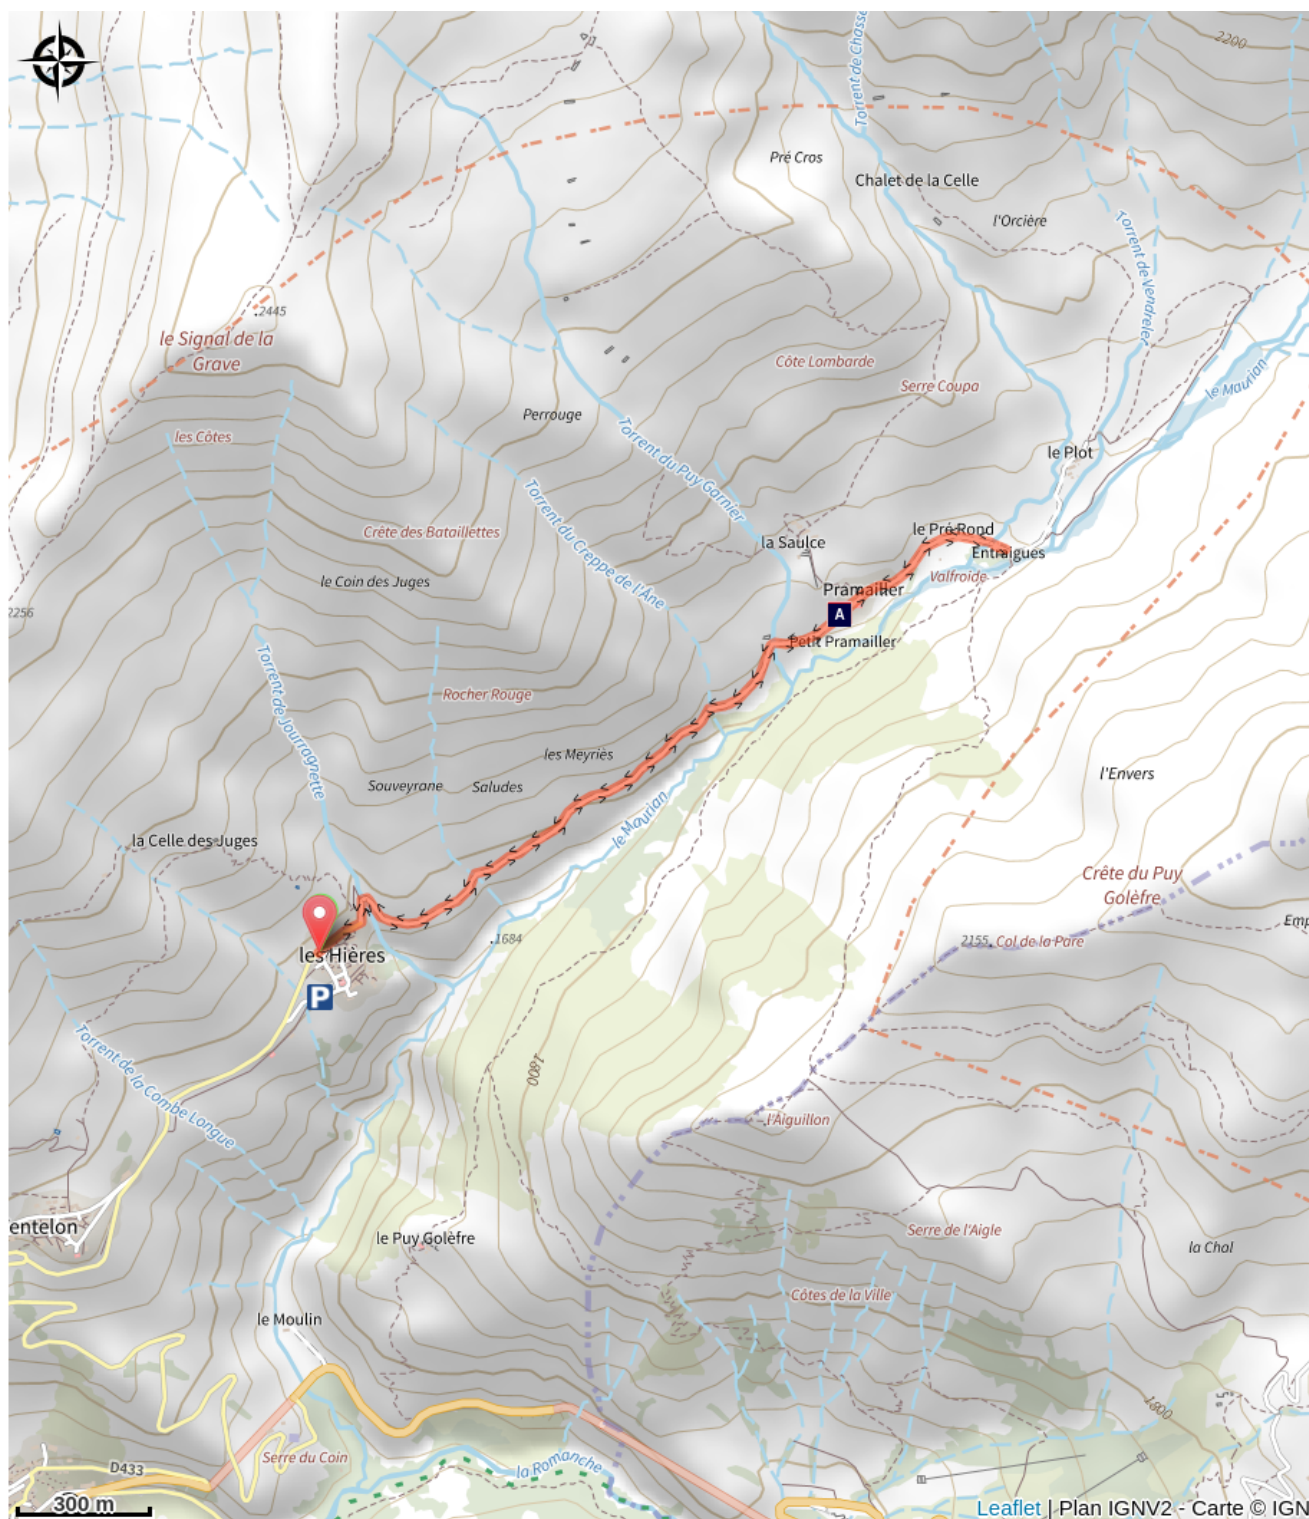 2200
Torrent de Chasse
Pré Cros
Chalet de la Celle
l'Orcière
Torrent de Vendreler
.2445
le Signal de la
Grave
Côte Lombarde
Serre Coupa
le Maurian
Perrouge
les Côtes
Torrent du Puy Garnier
le Plot
Torrent du Creppe de l'Âne
Crête des Bataillettes
la Saulce
le Pré Rond
Entraigues
le Coin des Juges
Valfroide
Pramailler
2256
A
Petit Pramailler
Torrent de Jourragnette
Rocher Rouge
les Meyriès
l'Envers
Souveyrane
Saludes
le Maurian
la Celle des Juges
Crête du Puy
Golèfre
Emp
.1684
2155
Col de la Pare
les Hières
P
Torrent de la Combe Longue
1800
l'Aiguillon
entelon
le Puy Golèfre
Serre de l'Aigle
la Chal
Côtes de la Ville
le Moulin
1800
Serre du Coin
la Romanche
D433
300 m
Leaflet | Plan IGNV2 - Carte © IGN